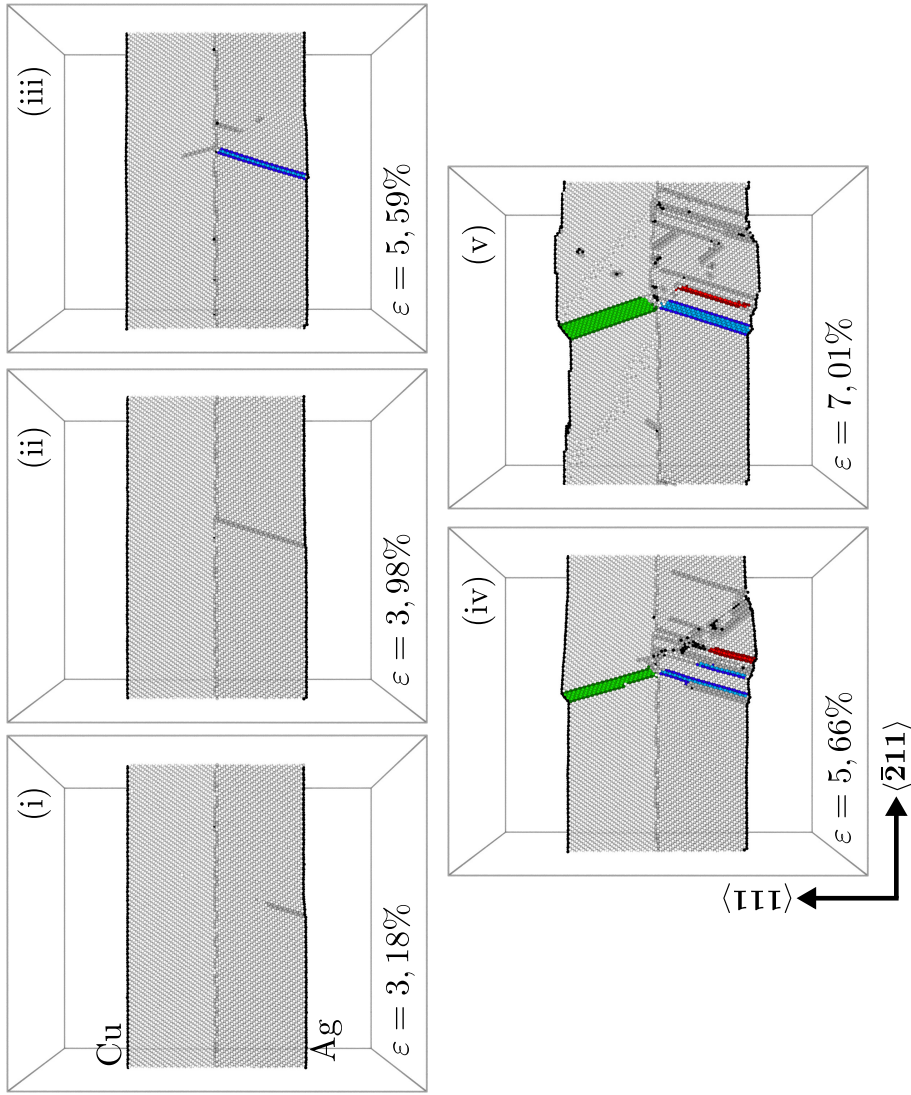 (i)
Cu
Ag
ε = 3, 18%
(ii)
ε = 3, 98%
(iii)
ε = 5, 59%
(iv)
ε = 5, 66%
(v)
ε = 7, 01%
⟨111⟩
⟨2̄11⟩